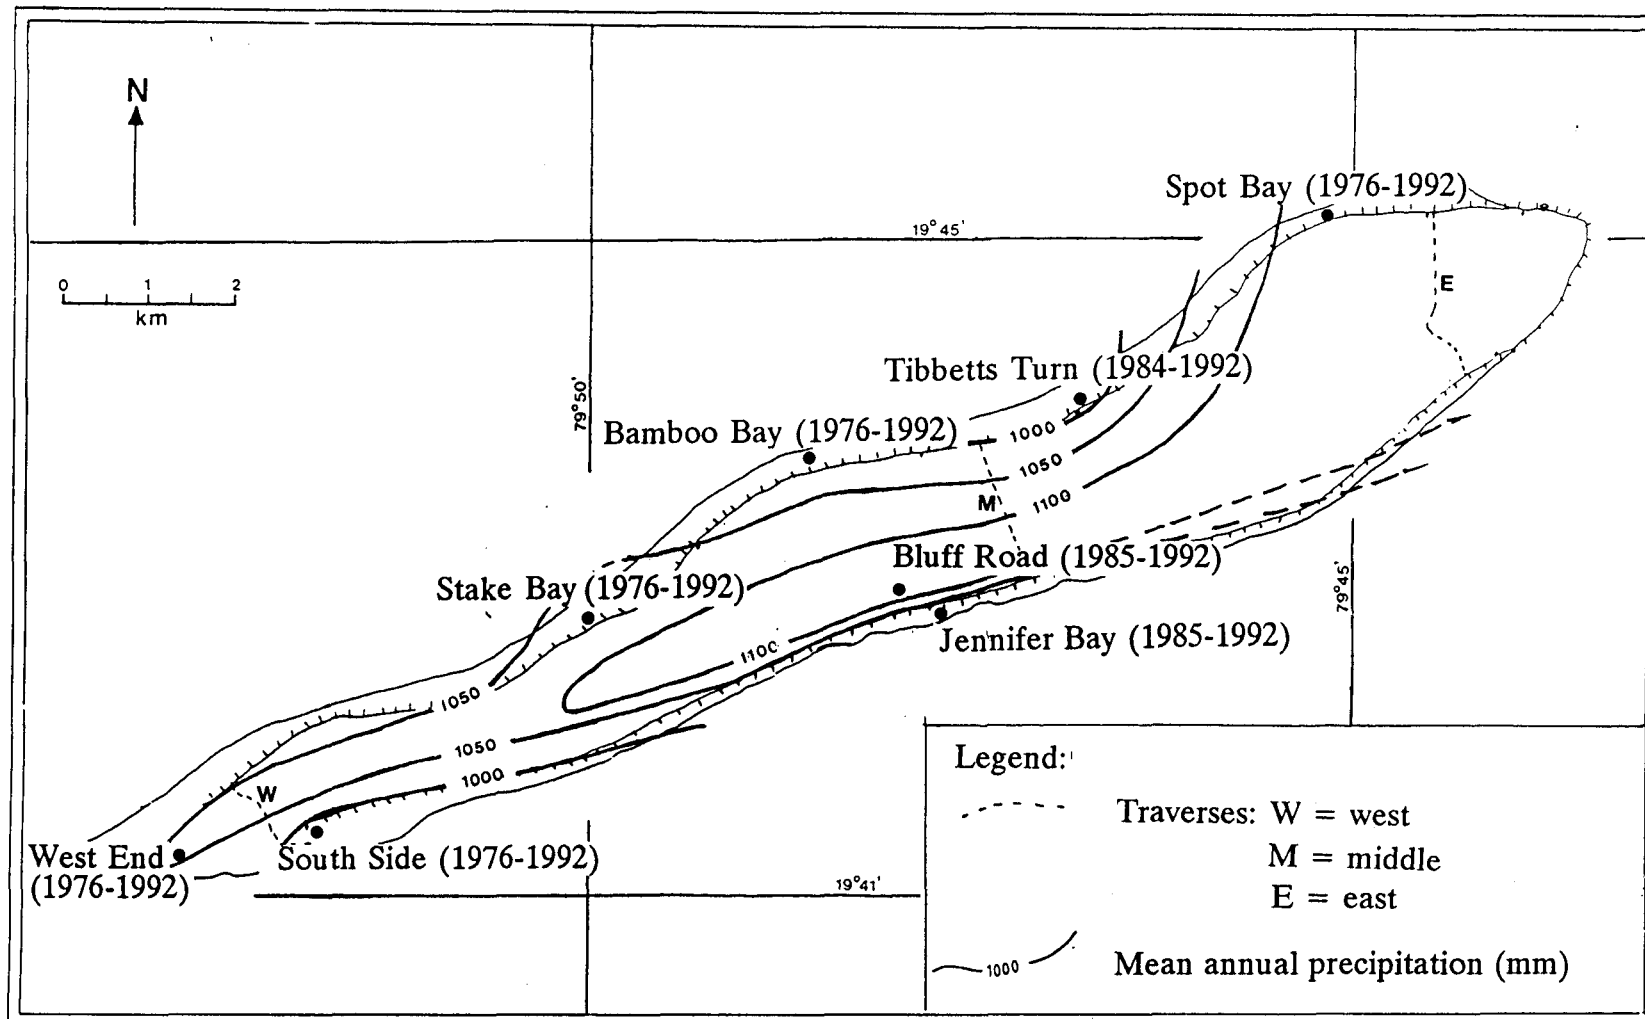 N
Spot Bay (1976-1992)
19°45'
0 1 2
km
E
79°50'
Tibbetts Turn (1984-1992)
Bamboo Bay (1976-1992)
1000
1050
M
1100
Bluff Road (1985-1992)
Stake Bay (1976-1992)
79°45'
Jennifer Bay (1985-1992)
1100
1050
1050
1000
W
West End
(1976-1992)
South Side (1976-1992)
19°41'
Legend:
Traverses: W = west
M = middle
E = east
1000
Mean annual precipitation (mm)